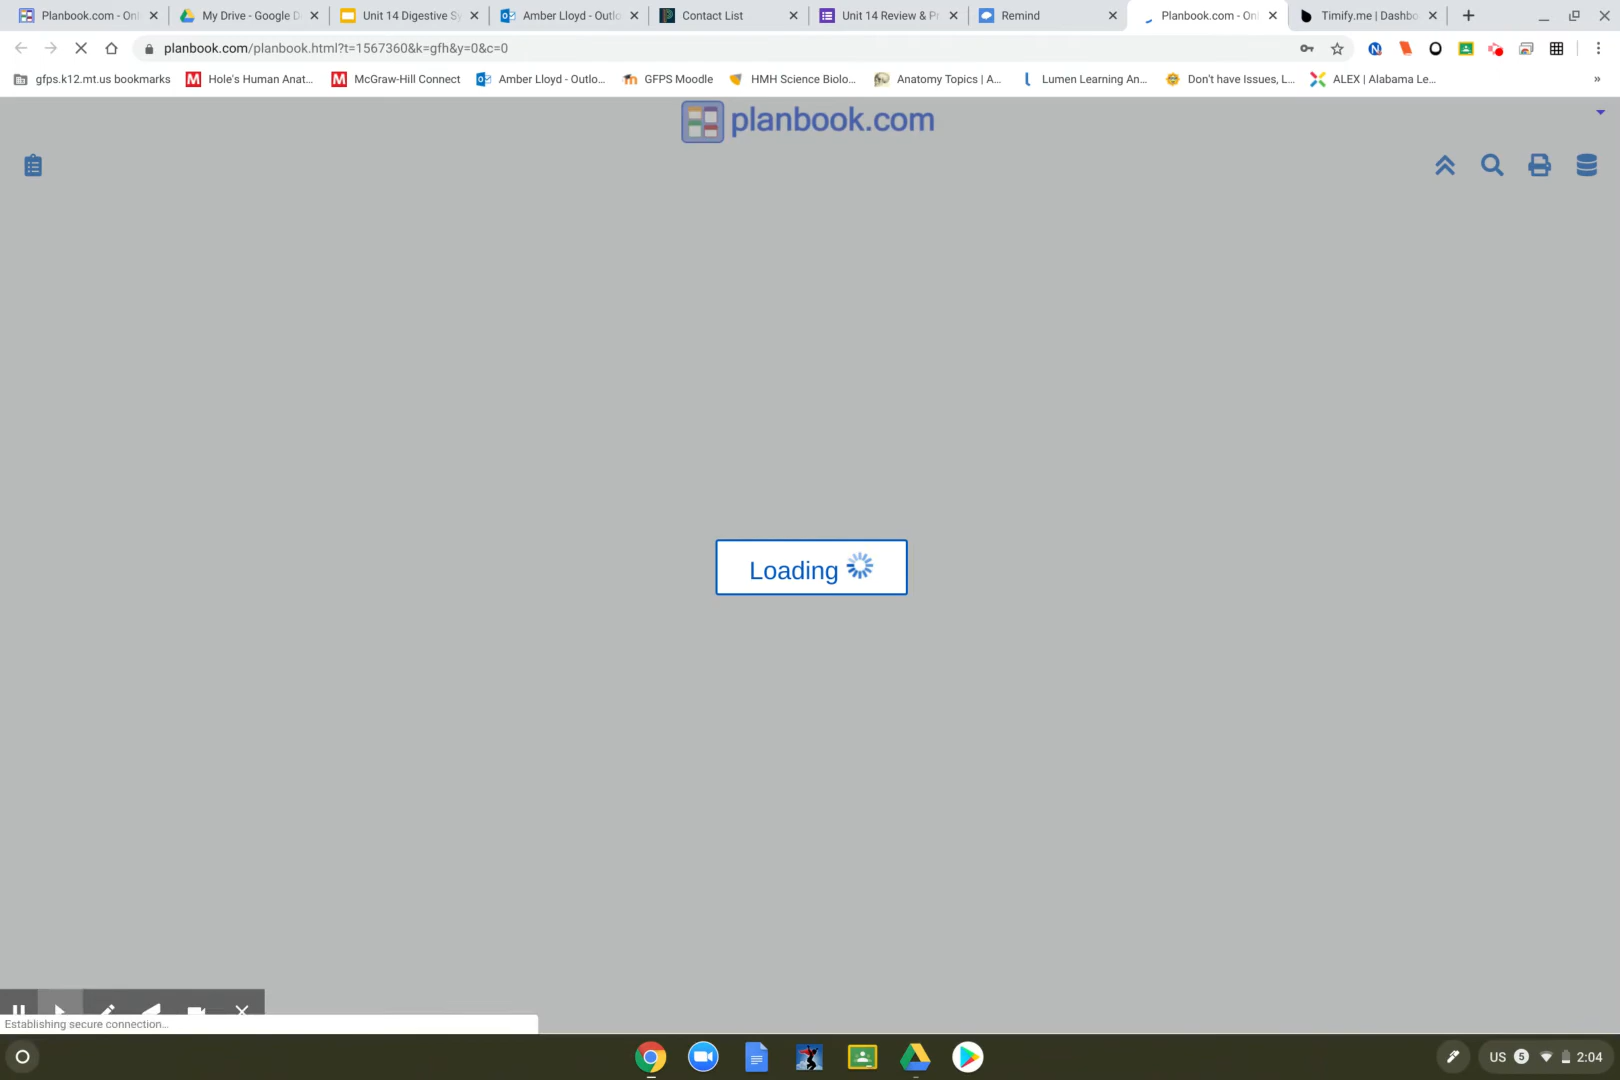 Planbook.com - Onl
My Drive - Google D
Unit 14 Digestive Sy
Amber Lloyd - Outlo
Contact List
Unit 14 Review & Pr
Remind
Planbook.com - Onl
Timify.me | Dashbo
planbook.com/planbook.html?t=1567360&k=gfh&y=0&c=0
gfps.k12.mt.us bookmarks
Hole's Human Anat...
McGraw-Hill Connect
Amber Lloyd - Outlo...
GFPS Moodle
HMH Science Biolo...
Anatomy Topics | A...
Lumen Learning An...
Don't have Issues, L...
ALEX | Alabama Le...
»
planbook.com
Loading
Establishing secure connection...
US 5 2:04